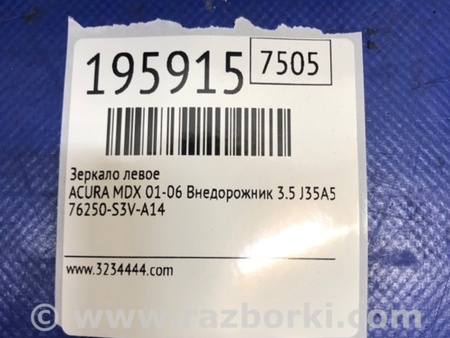 195915
7505
Зеркало левое
ACURA MDX 01-06 Внедорожник 3.5 J35A5
76250-S3V-A14
www.3234444.com
www.razborki.com